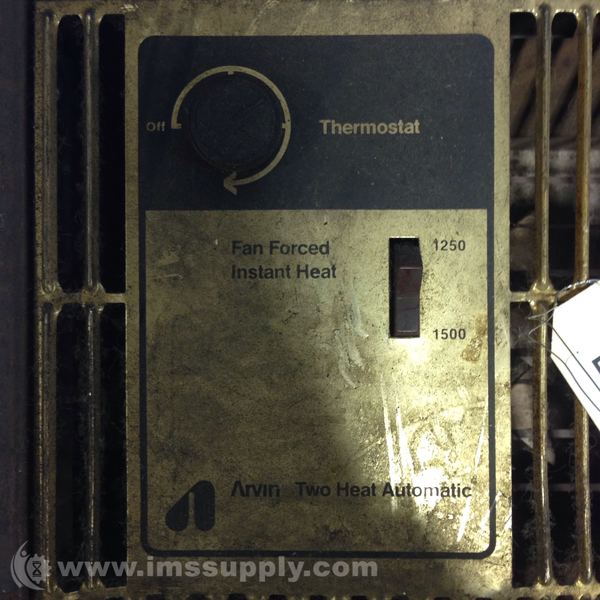 Off
Thermostat
Fan Forced
Instant Heat
1250
1500
Arvin Two Heat Automatic
www.imssupply.com